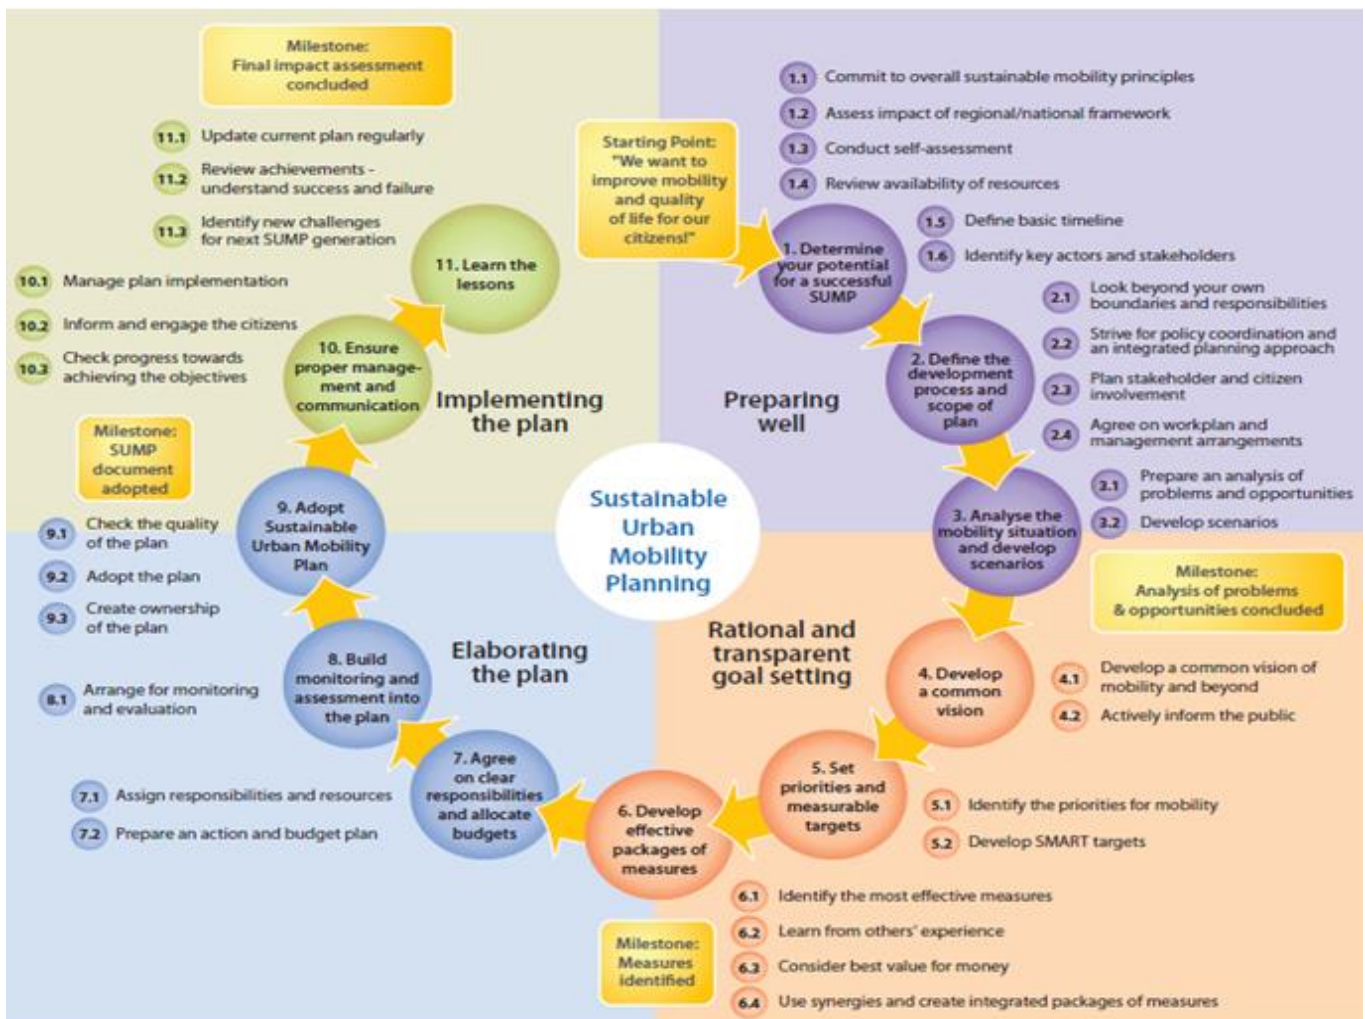 Starting Point:
"We want to
improve mobility
and quality
of life for our
citizens!"
1.1 Commit to overall sustainable mobility principles
1.2 Assess impact of regional/national framework
1.3 Conduct self-assessment
1.4 Review availability of resources
1.5 Define basic timeline
1.6 Identify key actors and stakeholders
1. Determine
your potential
for a successful
SUMP
2.1 Look beyond your own
boundaries and responsibilities
2.2 Strive for policy coordination and
an integrated planning approach
2.3 Plan stakeholder and citizen
involvement
2.4 Agree on workplan and
management arrangements
2. Define the
development
process and
scope of
plan
Preparing
well
3.1 Prepare an analysis of
problems and opportunities
3.2 Develop scenarios
3. Analyse the
mobility situation
and develop
scenarios
Milestone:
Analysis of problems
& opportunities concluded
Rational and
transparent
goal setting
4. Develop
a common
vision
4.1 Develop a common vision of
mobility and beyond
4.2 Actively inform the public
5. Set
priorities and
measurable
targets
5.1 Identify the priorities for mobility
5.2 Develop SMART targets
6. Develop
effective
packages of
measures
6.1 Identify the most effective measures
6.2 Learn from others' experience
6.3 Consider best value for money
6.4 Use synergies and create integrated packages of measures
Milestone:
Measures
identified
Elaborating
the plan
7. Agree
on clear
responsibilities
and allocate
budgets
7.1 Assign responsibilities and resources
7.2 Prepare an action and budget plan
8. Build
monitoring and
assessment into
the plan
8.1 Arrange for monitoring
and evaluation
9. Adopt
Sustainable
Urban Mobility
Plan
9.1 Check the quality
of the plan
9.2 Adopt the plan
9.3 Create ownership
of the plan
Milestone:
SUMP
document
adopted
Implementing
the plan
10. Ensure
proper manage-
ment and
communication
10.1 Manage plan implementation
10.2 Inform and engage the citizens
10.3 Check progress towards
achieving the objectives
11. Learn the
lessons
11.1 Update current plan regularly
11.2 Review achievements -
understand success and failure
11.3 Identify new challenges
for next SUMP generation
Milestone:
Final impact assessment
concluded
Sustainable
Urban
Mobility
Planning